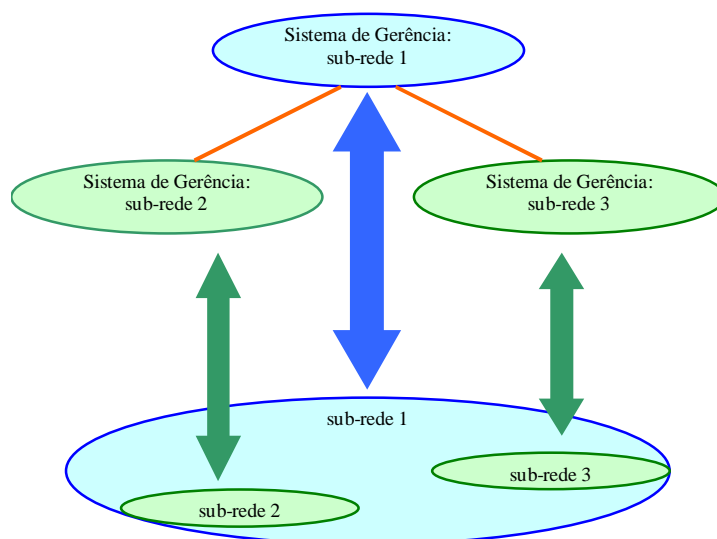 Sistema de Gerência:
sub-rede 1
Sistema de Gerência:
sub-rede 2
Sistema de Gerência:
sub-rede 3
sub-rede 1
sub-rede 3
sub-rede 2